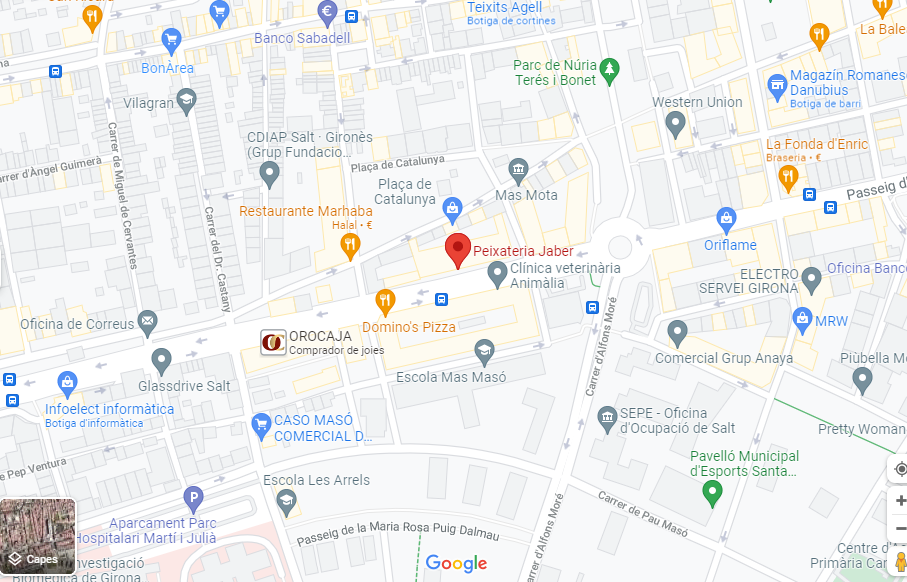 Teixits Agell
Botiga de cortines
Banco Sabadell
La Bale
BonÀrea
Parc de Núria
Terés i Bonet
Magazín Romanesc
Danubius
Botiga de barri
Vilagran
Western Union
CDIAP Salt · Gironès
(Grup Fundacio...
La Fonda d'Enric
Braseria • €
Plaça de Catalunya
Carrer de Miguel de Cervantes
arrer d'Àngel Guimerà
Plaça de
Catalunya
Mas Mota
Passeig d'
Carrer del Dr. Castany
Restaurante Marhaba
Halal • €
Oriflame
Peixateria Jaber
Clínica veterinària
Animàlia
ELECTRO
SERVEI GIRONA
Oficina Banc
Oficina de Correus
Domino's Pizza
MRW
OROCAJA
Comprador de joies
Carrer d'Alfons Moré
Comercial Grup Anaya
Piùbella Mo
Glassdrive Salt
Escola Mas Masó
Infoelect informàtica
Botiga d'informàtica
CASO MASÓ
COMERCIAL D...
SEPE - Oficina
d'Ocupació de Salt
Pretty Woman
de Pep Ventura
Pavelló Municipal
d'Esports Santa...
Escola Les Arrels
P
Aparcament Parc
Hospitalari Martí i Julià
Carrer de Pau Masó
Carrer d'Alfons Moré
Passeig de la Maria Rosa Puig Dalmau
Capes
Investigació
Biomèdica de Girona
Google
Centre d'
Primària Can